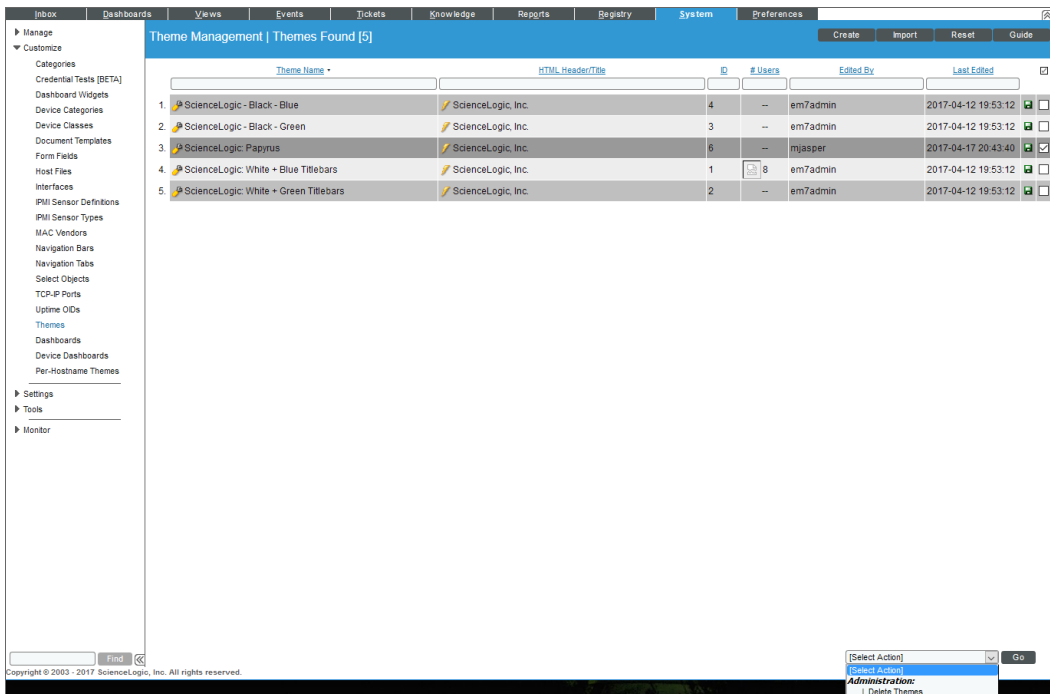 Inbox Dashboards Views Events Tickets Knowledge Reports Registry System Preferences
Manage
Customize
Categories
Credential Tests [BETA]
Dashboard Widgets
Device Categories
Device Classes
Document Templates
Form Fields
Host Files
Interfaces
IPMI Sensor Definitions
IPMI Sensor Types
MAC Vendors
Navigation Bars
Navigation Tabs
Select Objects
TCP-IP Ports
Uptime OIDs
Themes
Dashboards
Device Dashboards
Per-Hostname Themes
Settings
Tools
Monitor
Find
Theme Management | Themes Found [5]
Create Import Reset Guide
Theme Name HTML Header/Title ID # Users Edited By Last Edited
1. ScienceLogic - Black - Blue ScienceLogic, Inc. 4 -- em7admin 2017-04-12 19:53:12
2. ScienceLogic - Black - Green ScienceLogic, Inc. 3 -- em7admin 2017-04-12 19:53:12
3. ScienceLogic: Papyrus ScienceLogic, Inc. 6 -- mjasper 2017-04-17 20:43:40
4. ScienceLogic: White + Blue Titlebars ScienceLogic, Inc. 1 8 em7admin 2017-04-12 19:53:12
5. ScienceLogic: White + Green Titlebars ScienceLogic, Inc. 2 -- em7admin 2017-04-12 19:53:12
[Select Action] Go
[Select Action]
Administration:
Delete Themes
Copyright © 2003 - 2017 ScienceLogic, Inc. All rights reserved.